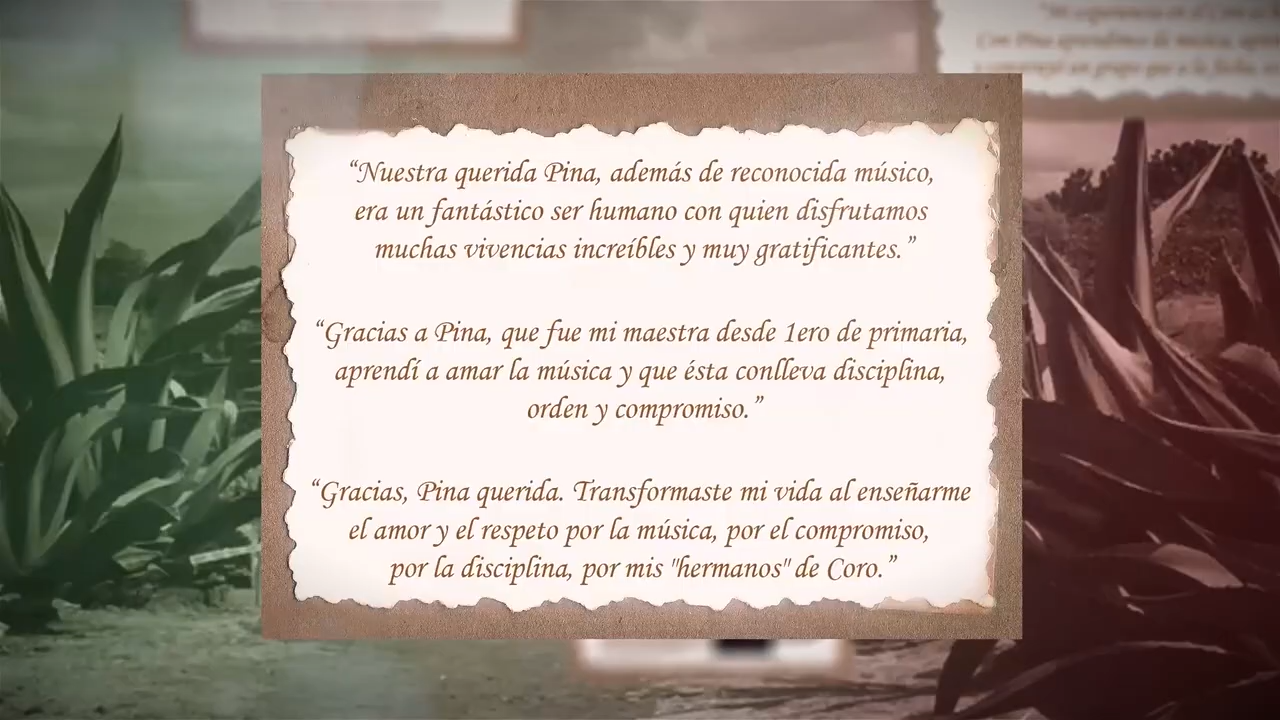 “Nuestra querida Pina, además de reconocida músico,
era un fantástico ser humano con quien disfrutamos
muchas vivencias increíbles y muy gratificantes.”
“Gracias a Pina, que fue mi maestra desde 1ero de primaria,
aprendí a amar la música y que ésta conlleva disciplina,
orden y compromiso.”
“Gracias, Pina querida. Transformaste mi vida al enseñarme
el amor y el respeto por la música, por el compromiso,
por la disciplina, por mis "hermanos" de Coro.”